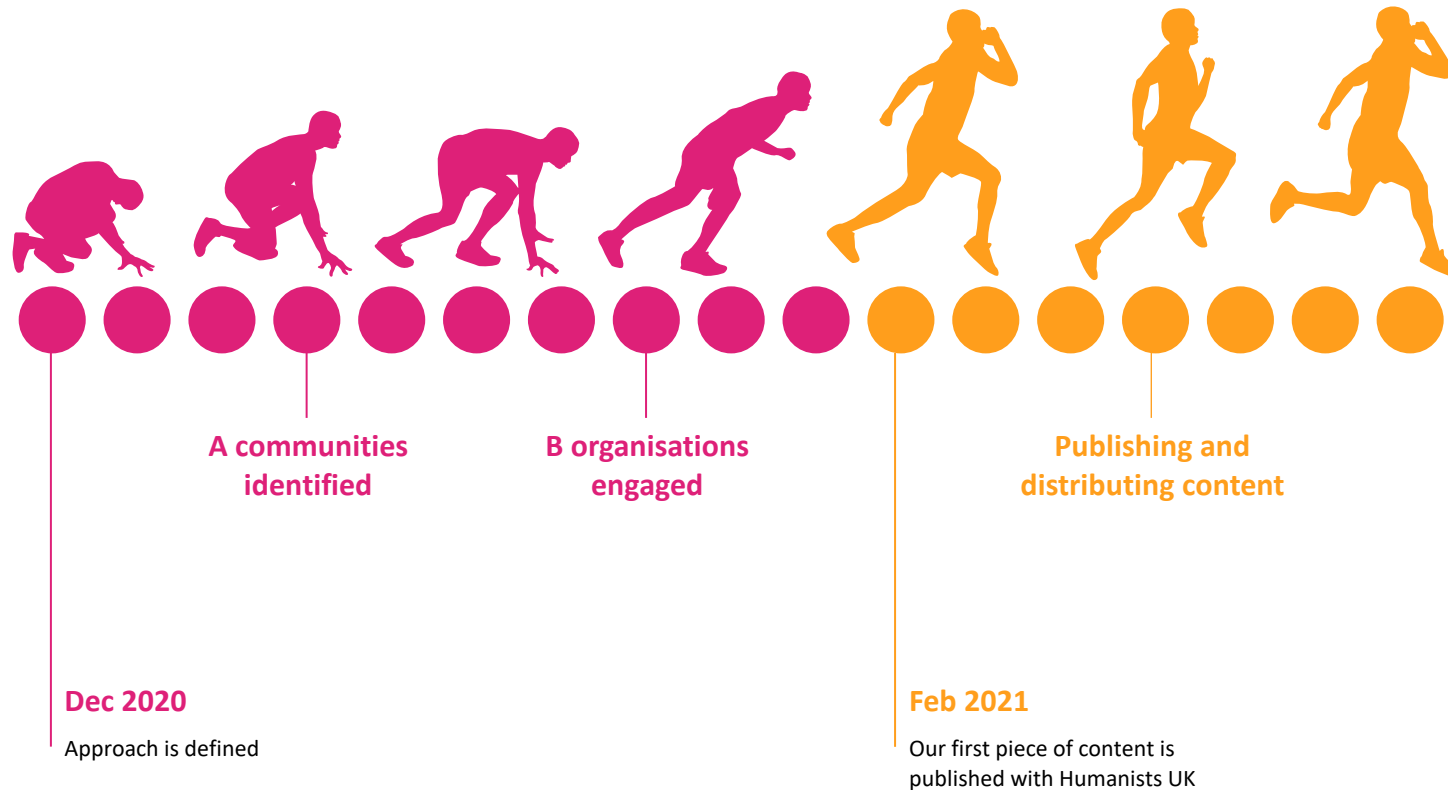 A communities
identified
B organisations
engaged
Publishing and
distributing content
Dec 2020
Approach is defined
Feb 2021
Our first piece of content is
published with Humanists UK